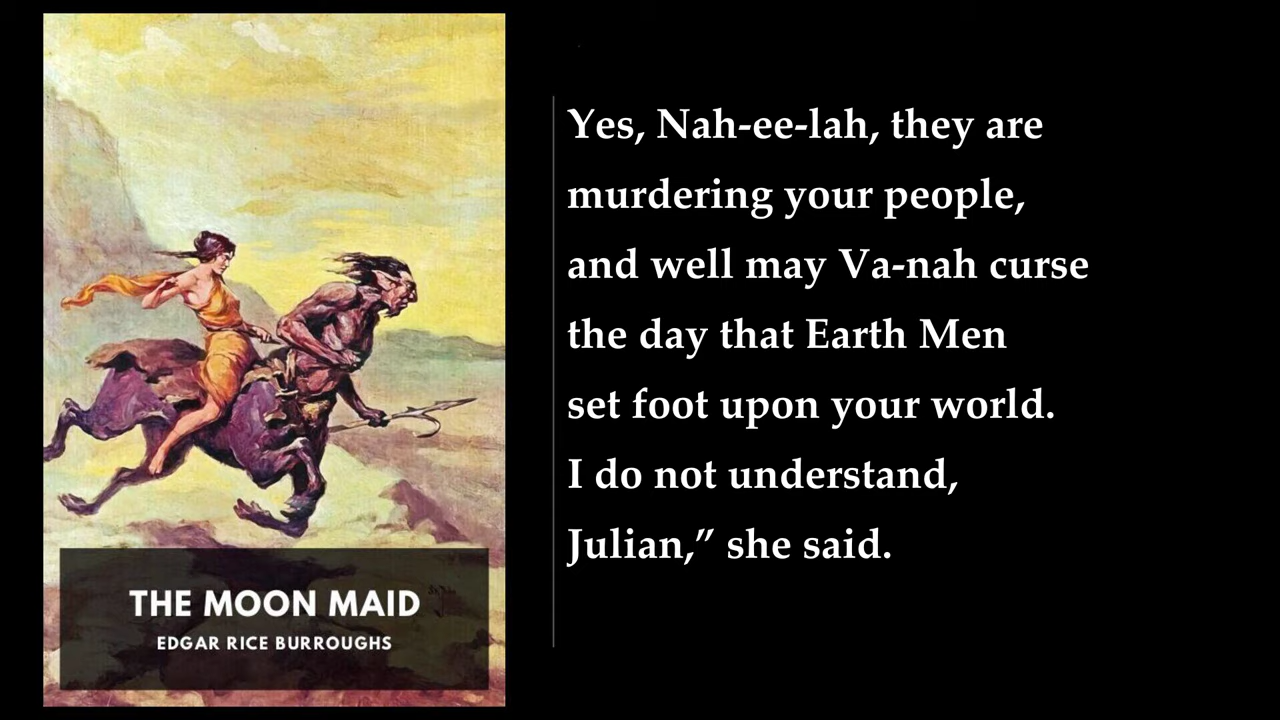 Yes, Nah-ee-lah, they are
murdering your people,
and well may Va-nah curse
the day that Earth Men
set foot upon your world.
I do not understand,
Julian,” she said.
THE MOON MAID
EDGAR RICE BURROUGHS